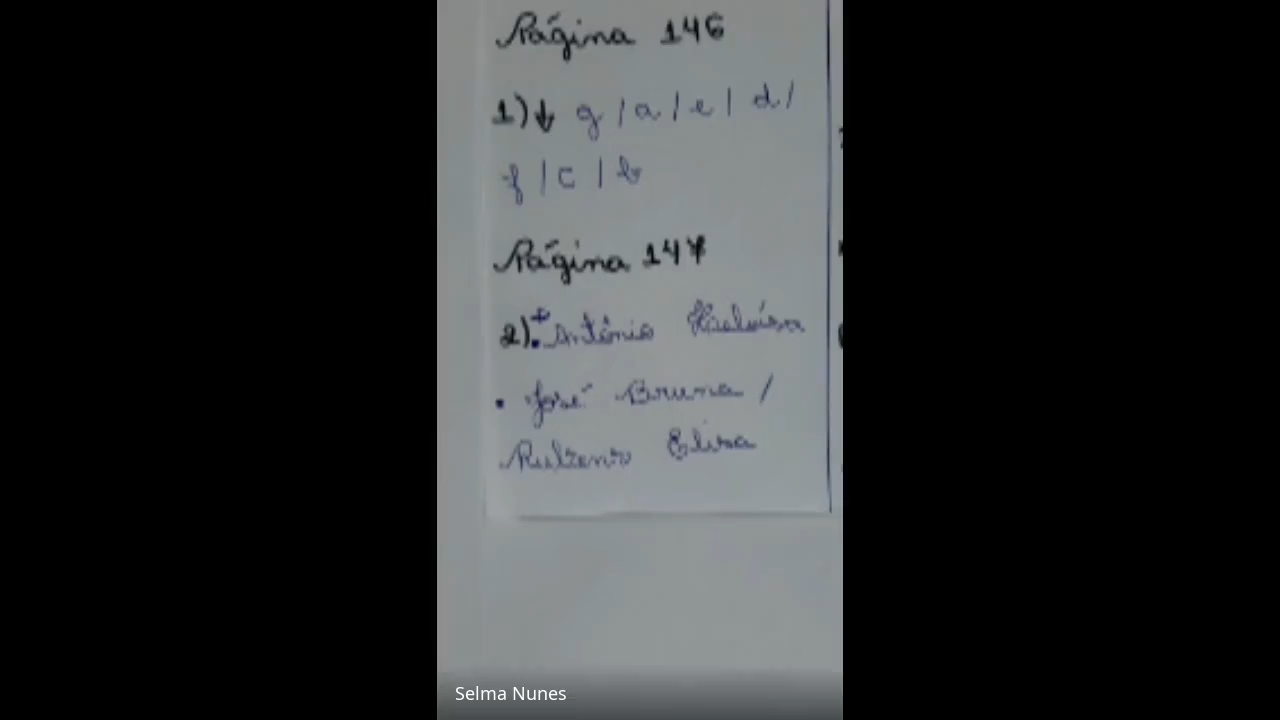 Página 146
1)↓ g / a / e / d /
f / c / b
Página 147
2) • Antônio Heloísa
• José Bruna /
Rubens Elisa
Selma Nunes